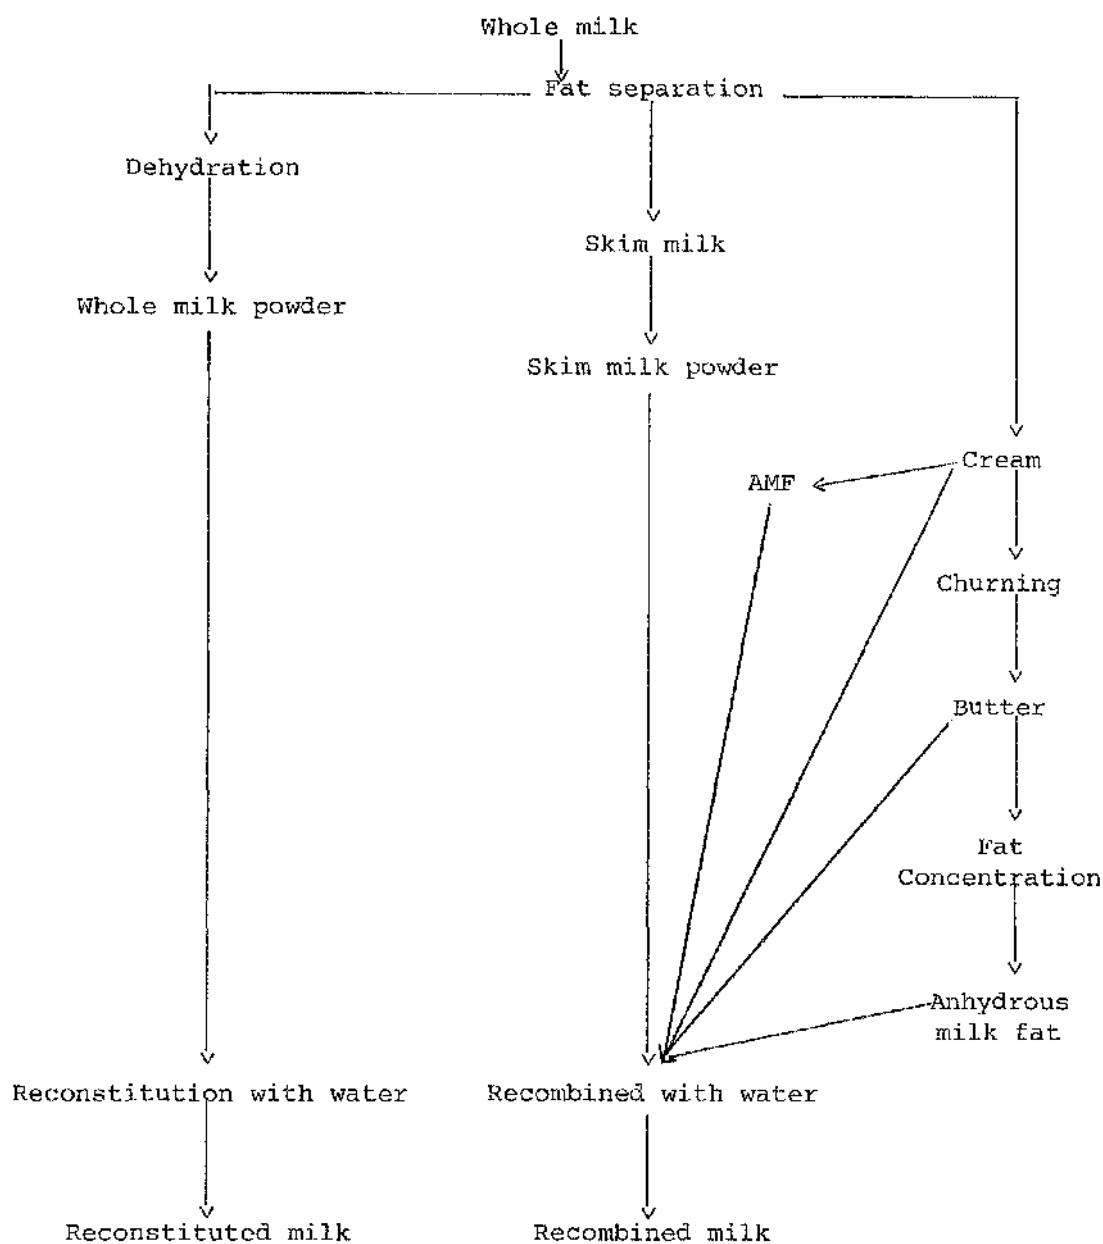 Whole milk
Fat separation
Dehydration
Skim milk
Whole milk powder
Skim milk powder
Cream
AMF
Churning
Butter
Fat
Concentration
Anhydrous
milk fat
Reconstitution with water
Recombined with water
Reconstituted milk
Recombined milk